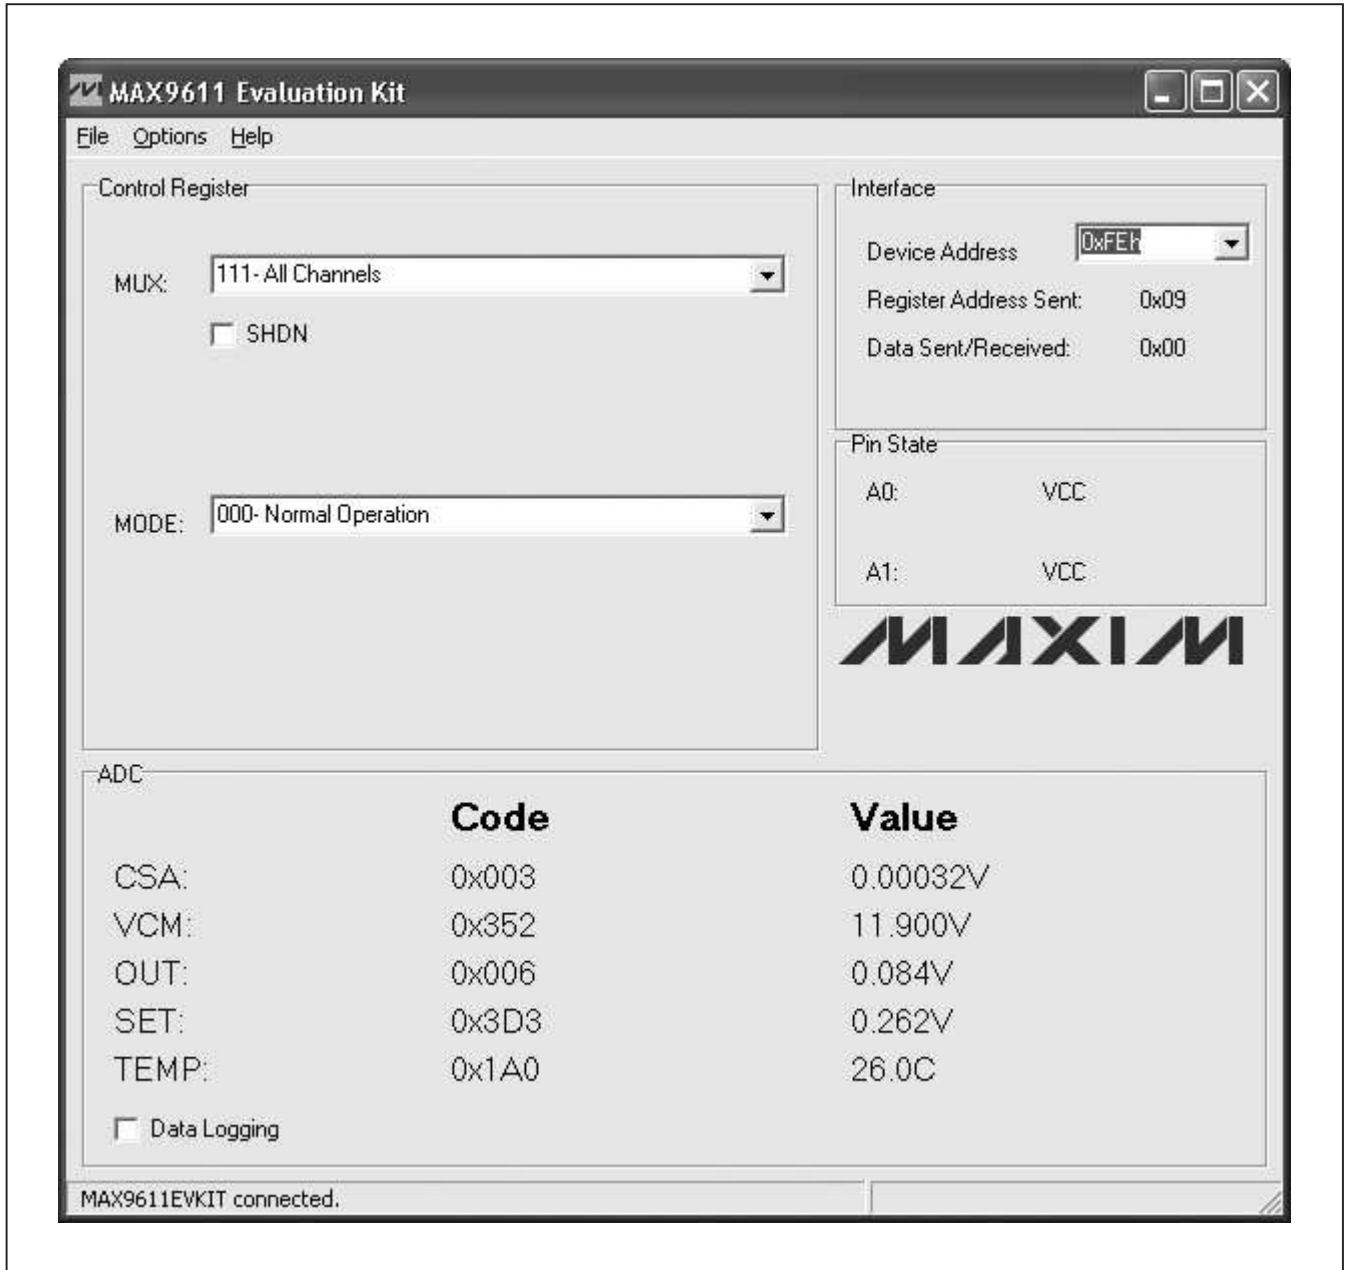 MAX9611 Evaluation Kit
File Options Help
Control Register
MUX: 111- All Channels
SHDN
MODE: 000- Normal Operation
Interface
Device Address 0xFEh
Register Address Sent: 0x09
Data Sent/Received: 0x00
Pin State
A0: VCC
A1: VCC
MAXIM
ADC
Code Value
CSA: 0x003 0.00032V
VCM: 0x352 11.900V
OUT: 0x006 0.084V
SET: 0x3D3 0.262V
TEMP: 0x1A0 26.0C
Data Logging
MAX9611EVKIT connected.